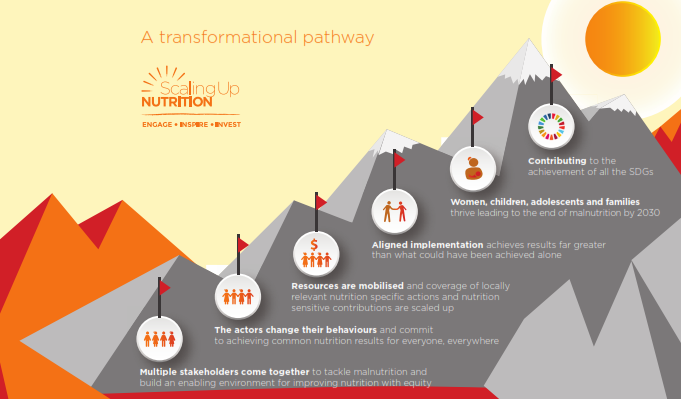 A transformational pathway
Scaling Up
NUTRITION
ENGAGE • INSPIRE • INVEST
Contributing to the
achievement of all the SDGs
Women, children, adolescents and families
thrive leading to the end of malnutrition by 2030
Aligned implementation achieves results far greater
than what could have been achieved alone
$
Resources are mobilised and coverage of locally
relevant nutrition specific actions and nutrition
sensitive contributions are scaled up
The actors change their behaviours and commit
to achieving common nutrition results for everyone, everywhere
Multiple stakeholders come together to tackle malnutrition and
build an enabling environment for improving nutrition with equity